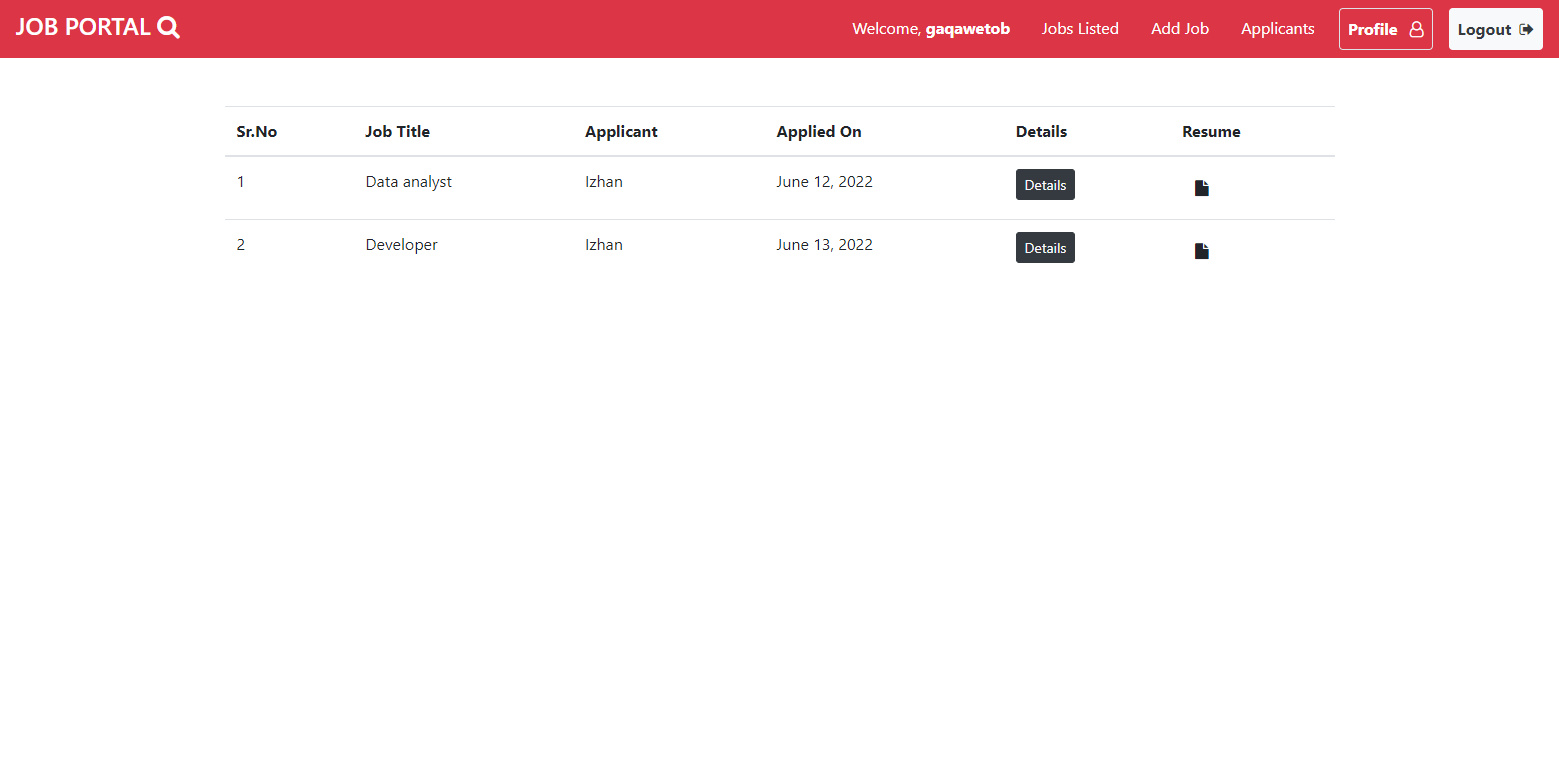 JOB PORTAL
Welcome, gaqawetob Jobs Listed Add Job Applicants Profile Logout
Sr.No Job Title Applicant Applied On Details Resume
1 Data analyst Izhan June 12, 2022 Details
2 Developer Izhan June 13, 2022 Details